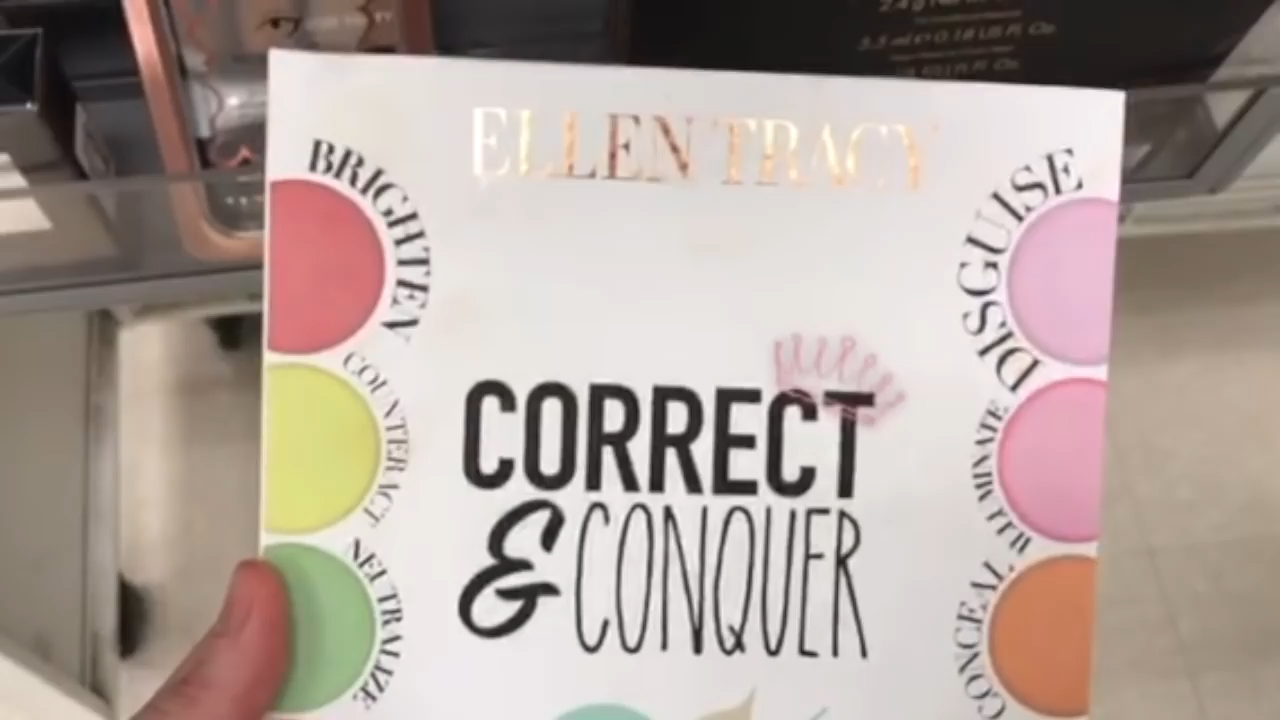 ELLEN TRACY
BRIGHTEN
COUNTERACT
NEUTRALIZE
DISGUISE
ILLUMINATE
CONCEAL
CORRECT
& CONQUER